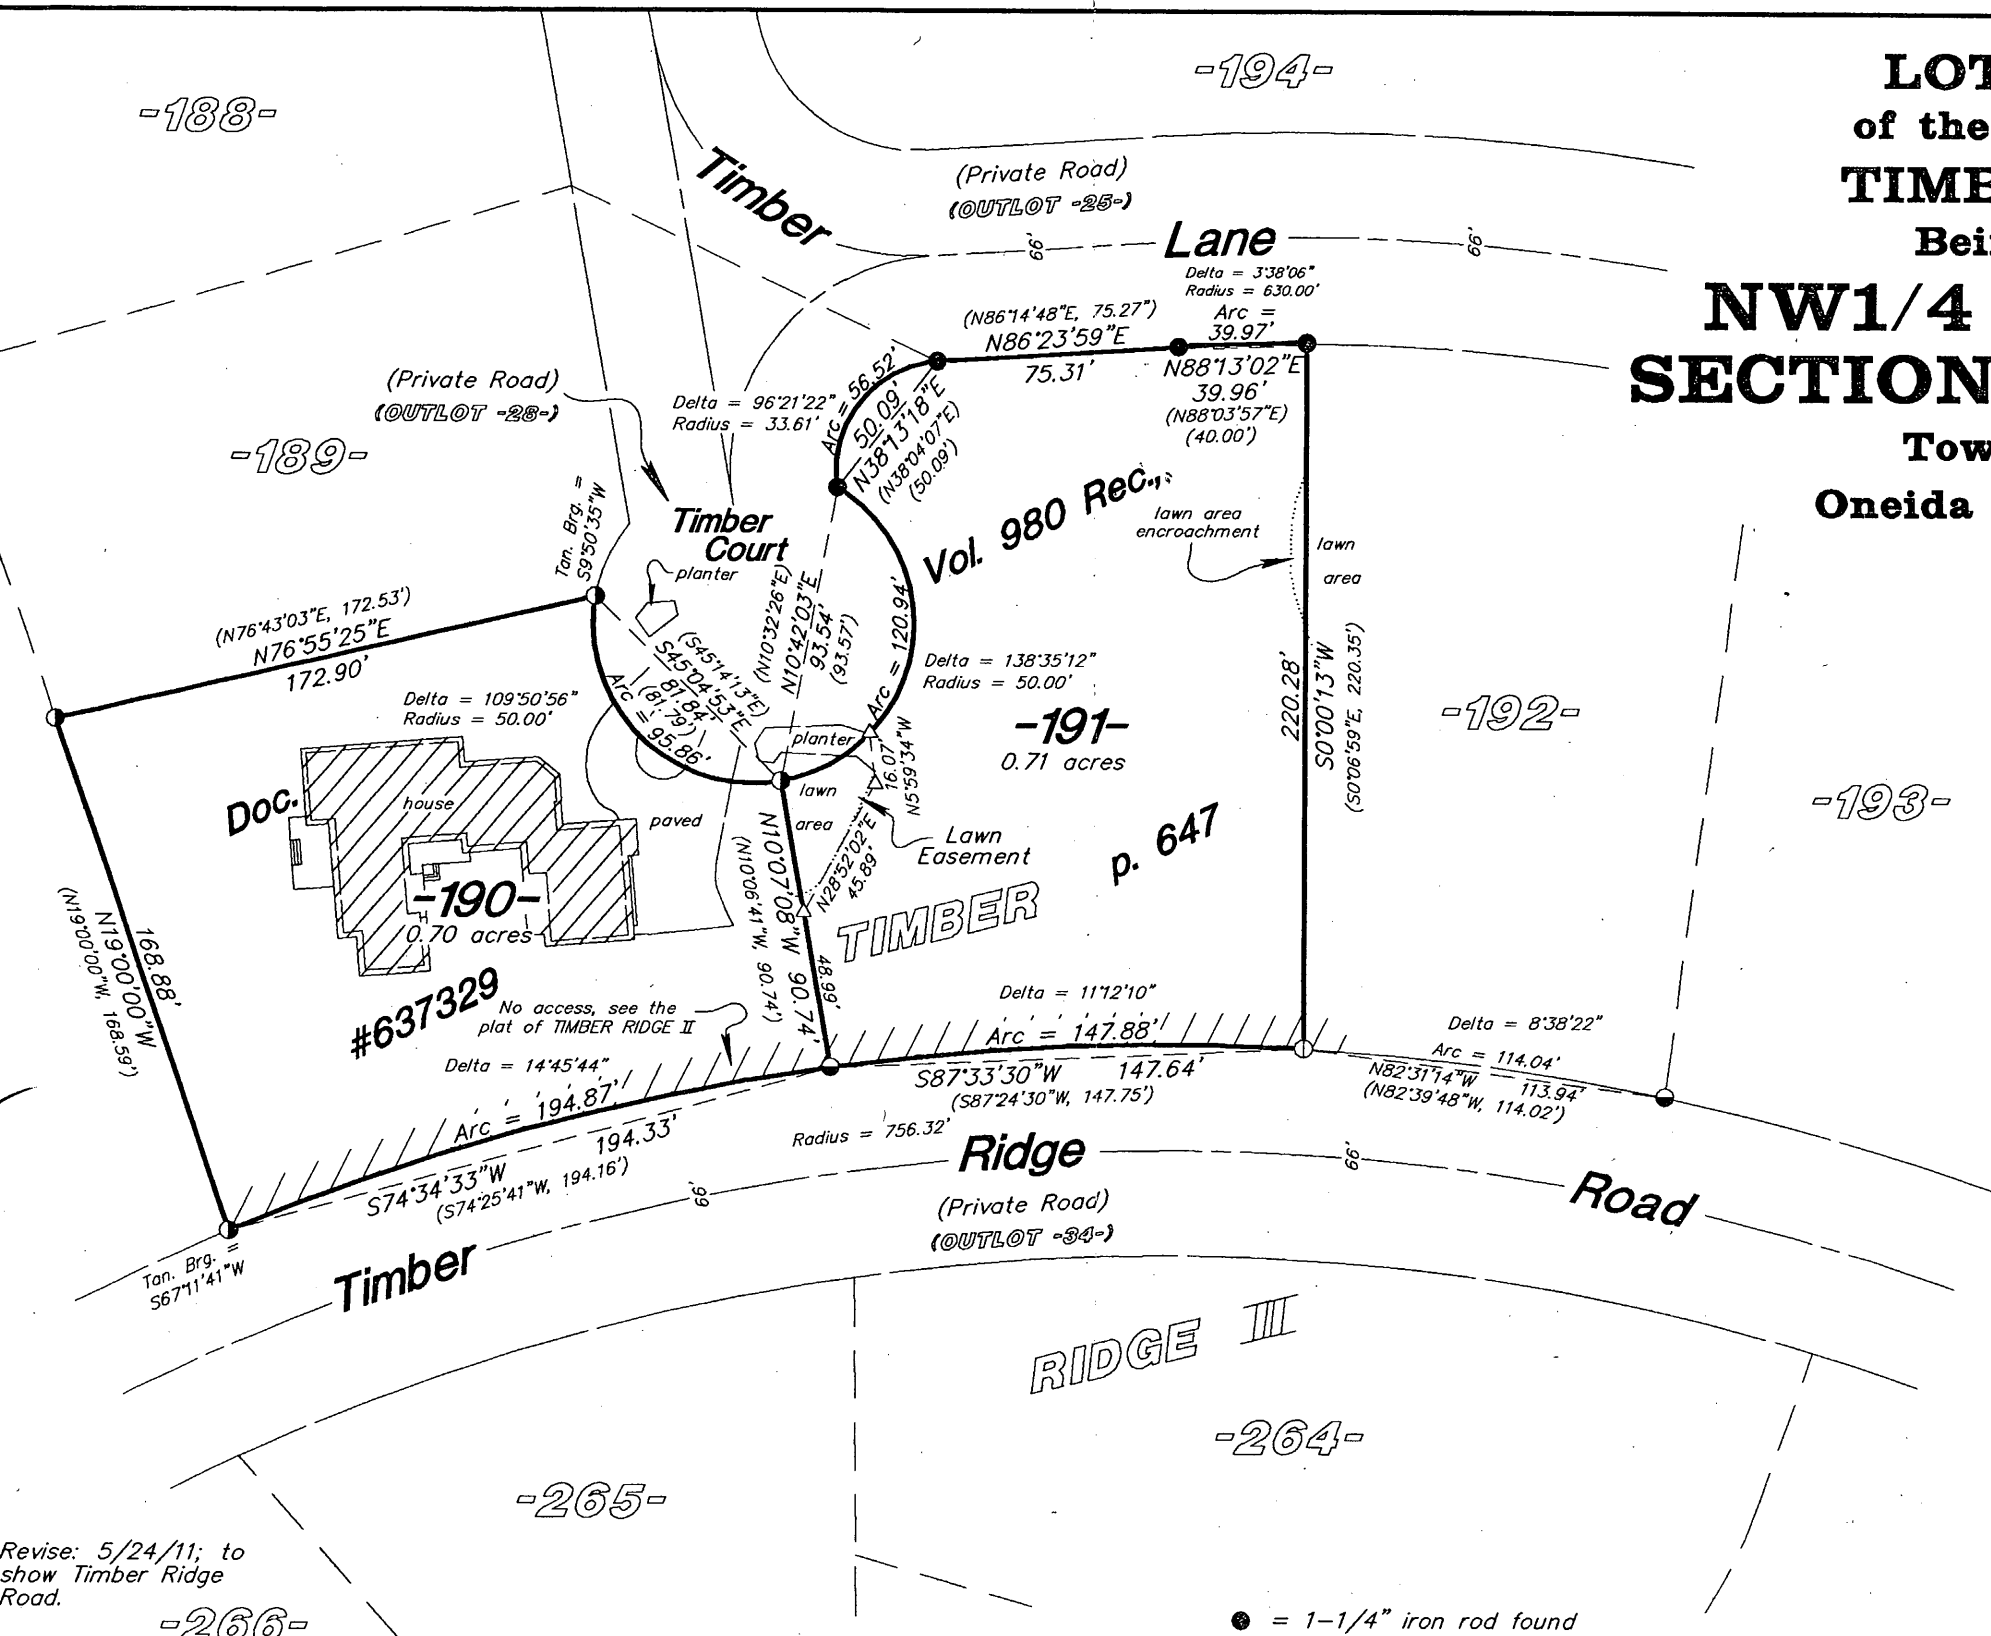 -188-
-194-
LOT
of the
TIMB
Bei
NW1/4
SECTION
Tow
Oneida
Timber
(Private Road)
(OUTLOT -25-)
66'
Lane
66'
Delta = 3°38'06"
Radius = 630.00'
Arc =
39.97'
(N86°14'48"E, 75.27')
N86°23'59"E
75.31'
N88°13'02"E
39.96'
(N88°03'57"E)
(40.00')
(Private Road)
(OUTLOT -28-)
Delta = 96°21'22"
Radius = 33.61'
Arc = 56.52'
50.09'
N38°13'18"E
(N38°04'07"E)
(50.09')
-189-
Tan. Brg. =
S9°50'35"W
Timber
Court
planter
Vol. 980 Rec.,
lawn area
encroachment
lawn
area
(N76°43'03"E, 172.53')
N76°55'25"E
172.90'
(N10°32'26"E)
N10°42'03"E
93.54'
(93.57')
Arc = 120.94'
(S45°14'13"E)
S45°04'53"E
81.84'
(81.79')
Arc =
95.86'
Delta = 138°35'12"
Radius = 50.00'
Delta = 109°50'56"
Radius = 50.00'
220.28'
S0°00'13"W
(S0°06'59"E, 220.35')
-191-
0.71 acres
-192-
-193-
planter
16.07'
N5°59'34"W
lawn
area
Doc.
house
paved
Lawn
Easement
N28°52'02"E
45.89'
p. 647
-190-
0.70 acres
N10°07'08"W 90.74'
(N10°06'41"W, 90.74')
48.99'
TIMBER
168.88'
N19°00'00"W
(N19°00'00"W, 168.59')
#637329
No access, see the
plat of TIMBER RIDGE II
Delta = 11°12'10"
Arc = 147.88'
S87°33'30"W 147.64'
(S87°24'30"W, 147.75')
Delta = 8°38'22"
Arc = 114.04'
N82°31'14"W
113.94'
(N82°39'48"W, 114.02')
Delta = 14°45'44"
Arc = 194.87'
194.33'
S74°34'33"W
(S74°25'41"W, 194.16')
Radius = 756.32'
Tan. Brg. =
S67°11'41"W
Timber
66'
Ridge
66'
Road
(Private Road)
(OUTLOT -34-)
RIDGE III
-264-
-265-
Revise: 5/24/11; to
show Timber Ridge
Road.
-266-
= 1-1/4" iron rod found